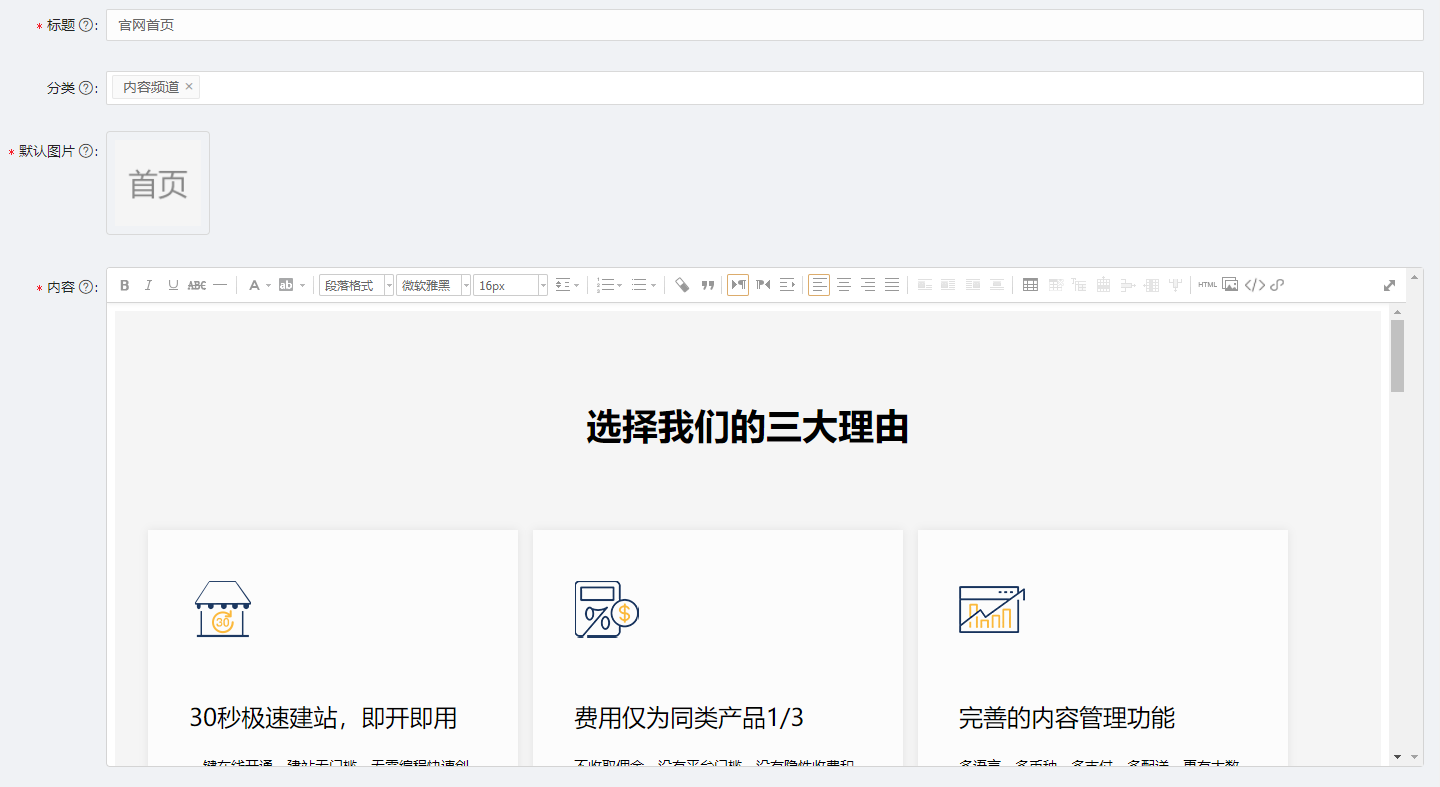 * 标题 ?:
官网首页
分类 ?:
内容频道 ×
* 默认图片 ?:
首页
* 内容 ?:
B I U ABC A ab 段落格式 微软雅黑 16px HTML </>
选择我们的三大理由
30
% $
30秒极速建站，即开即用
费用仅为同类产品1/3
完善的内容管理功能